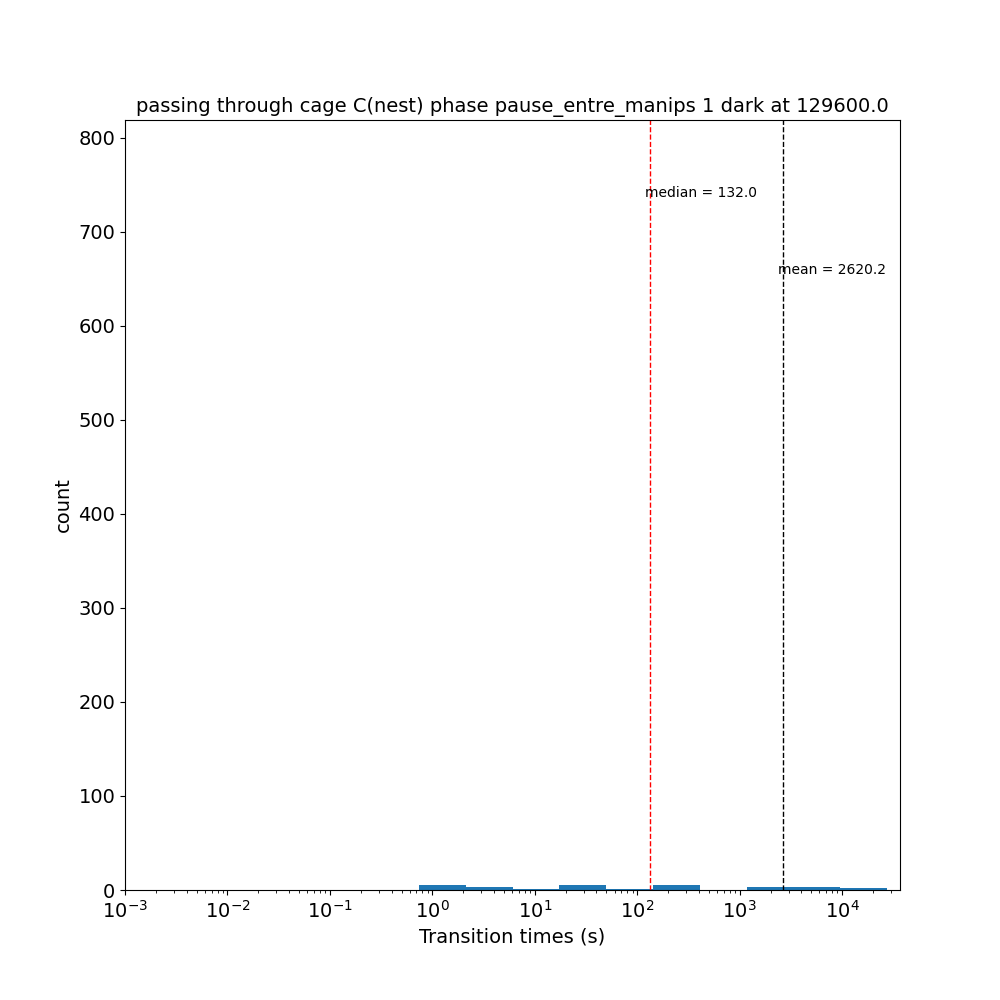 passing through cage C(nest) phase pause_entre_manips 1 dark at 129600.0
800
median = 132.0
700
mean = 2620.2
600
500
count
400
300
200
100
0
10⁻³ 10⁻² 10⁻¹ 10⁰ 10¹ 10² 10³ 10⁴
Transition times (s)